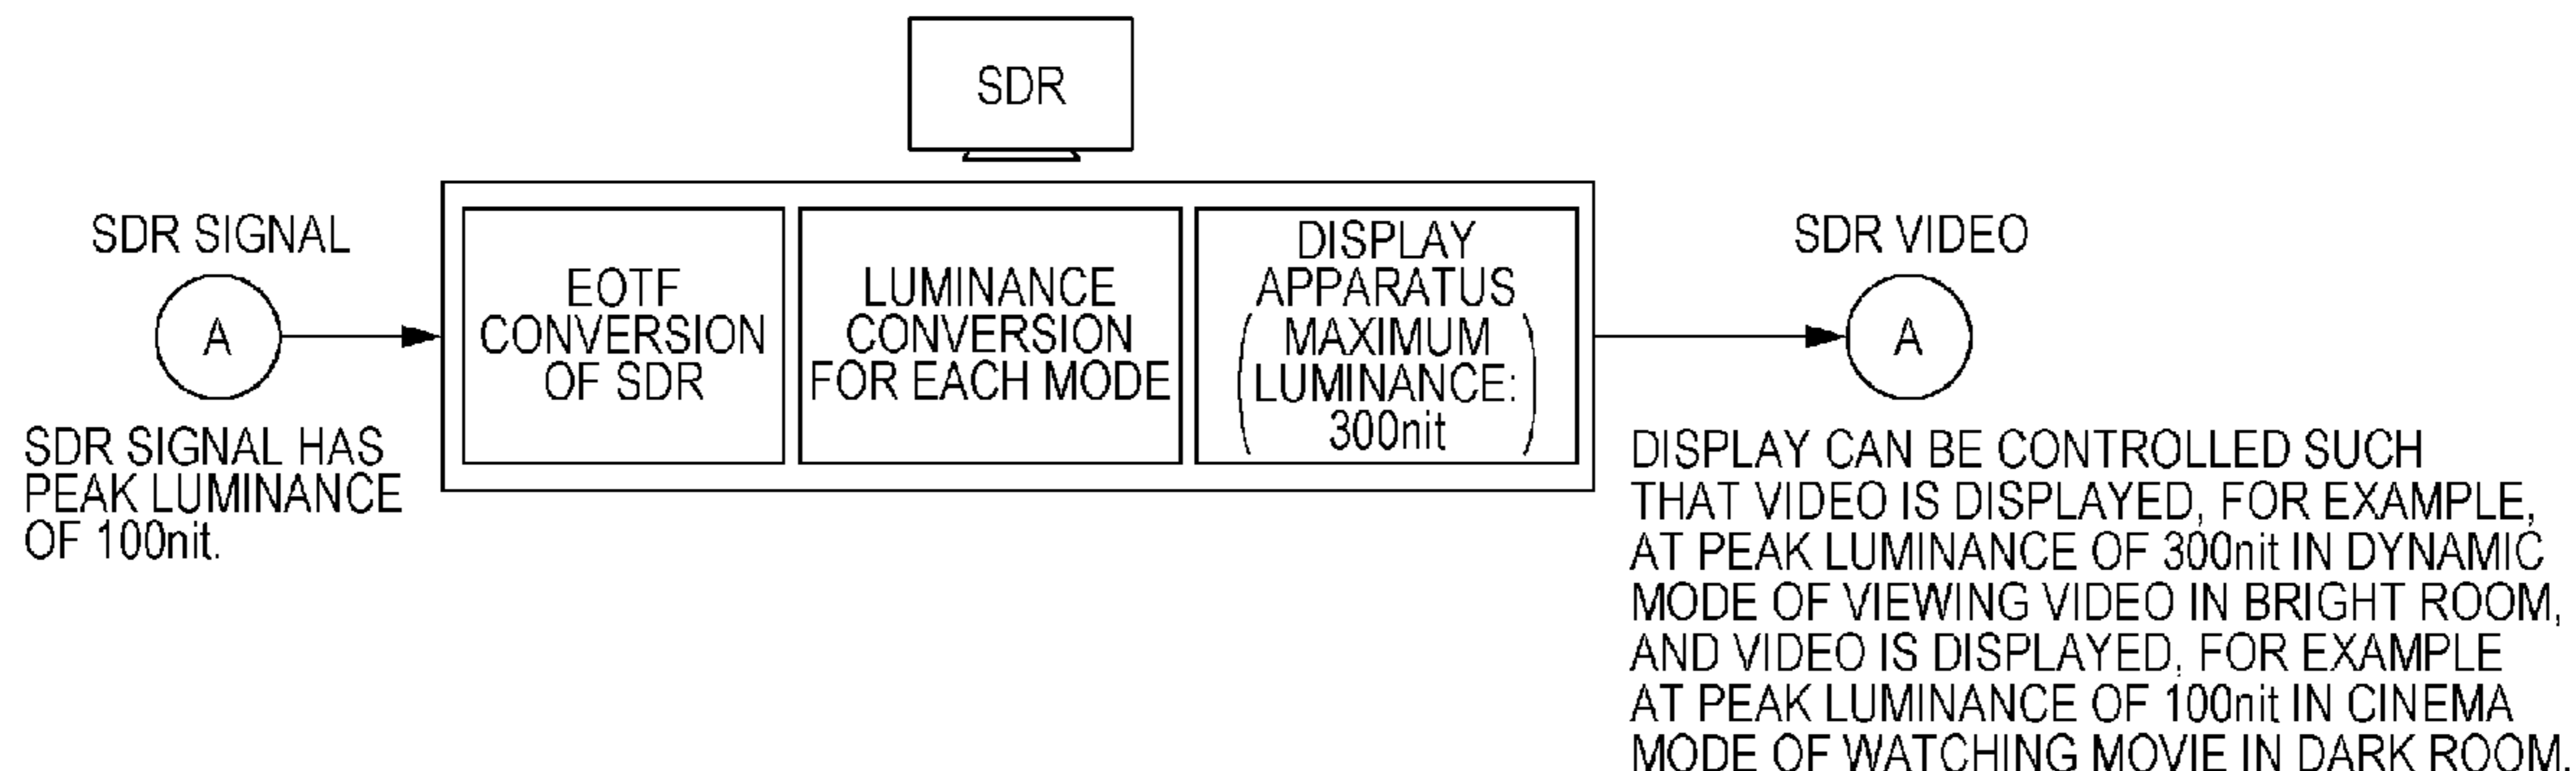 SDR
SDR SIGNAL
A
SDR SIGNAL HAS
PEAK LUMINANCE
OF 100nit.
EOTF
CONVERSION
OF SDR
LUMINANCE
CONVERSION
FOR EACH MODE
DISPLAY
APPARATUS
( MAXIMUM
LUMINANCE:
300nit )
SDR VIDEO
A
DISPLAY CAN BE CONTROLLED SUCH
THAT VIDEO IS DISPLAYED, FOR EXAMPLE,
AT PEAK LUMINANCE OF 300nit IN DYNAMIC
MODE OF VIEWING VIDEO IN BRIGHT ROOM,
AND VIDEO IS DISPLAYED, FOR EXAMPLE
AT PEAK LUMINANCE OF 100nit IN CINEMA
MODE OF WATCHING MOVIE IN DARK ROOM.